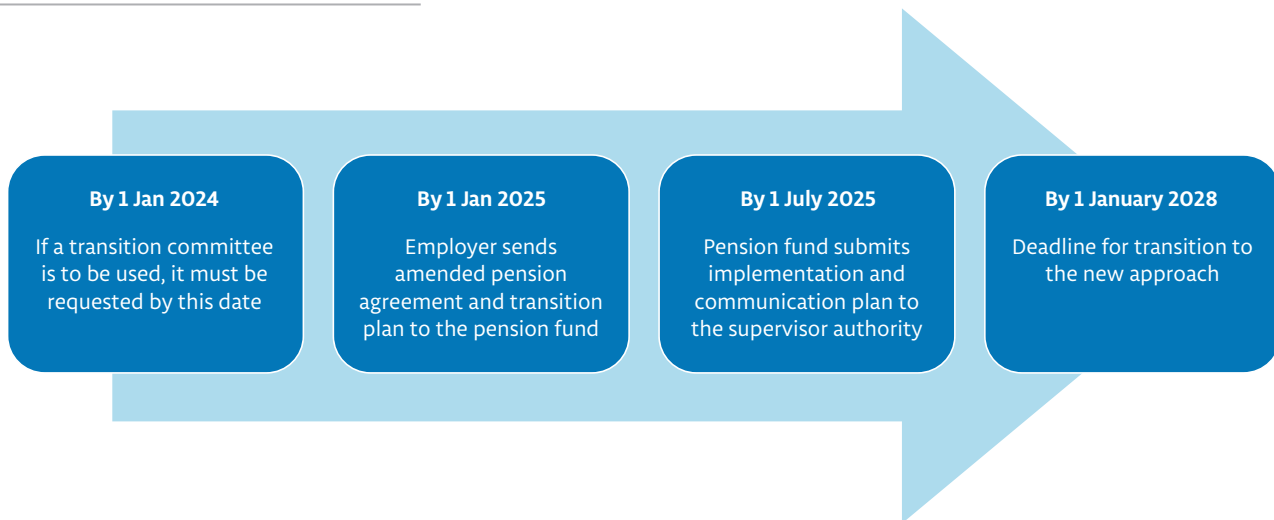 By 1 Jan 2024
If a transition committee
is to be used, it must be
requested by this date
By 1 Jan 2025
Employer sends
amended pension
agreement and transition
plan to the pension fund
By 1 July 2025
Pension fund submits
implementation and
communication plan to
the supervisor authority
By 1 January 2028
Deadline for transition to
the new approach